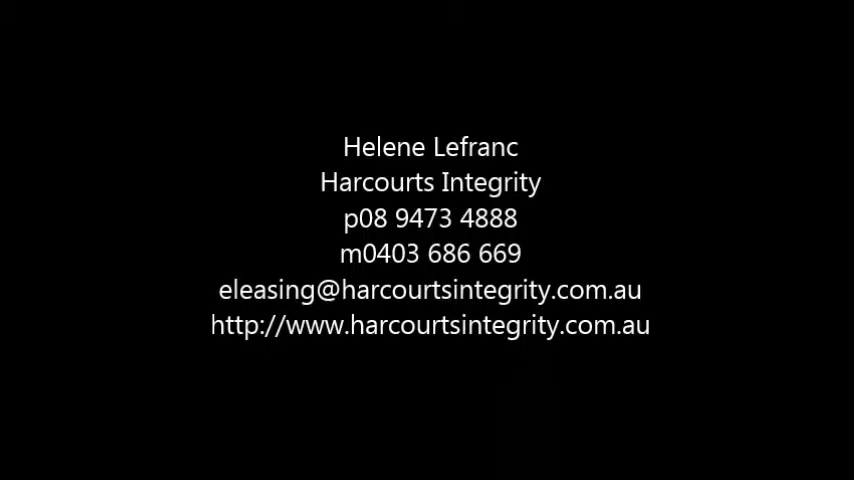 Helene Lefranc
Harcourts Integrity
p08 9473 4888
m0403 686 669
eleasing@harcourtsintegrity.com.au
http://www.harcourtsintegrity.com.au